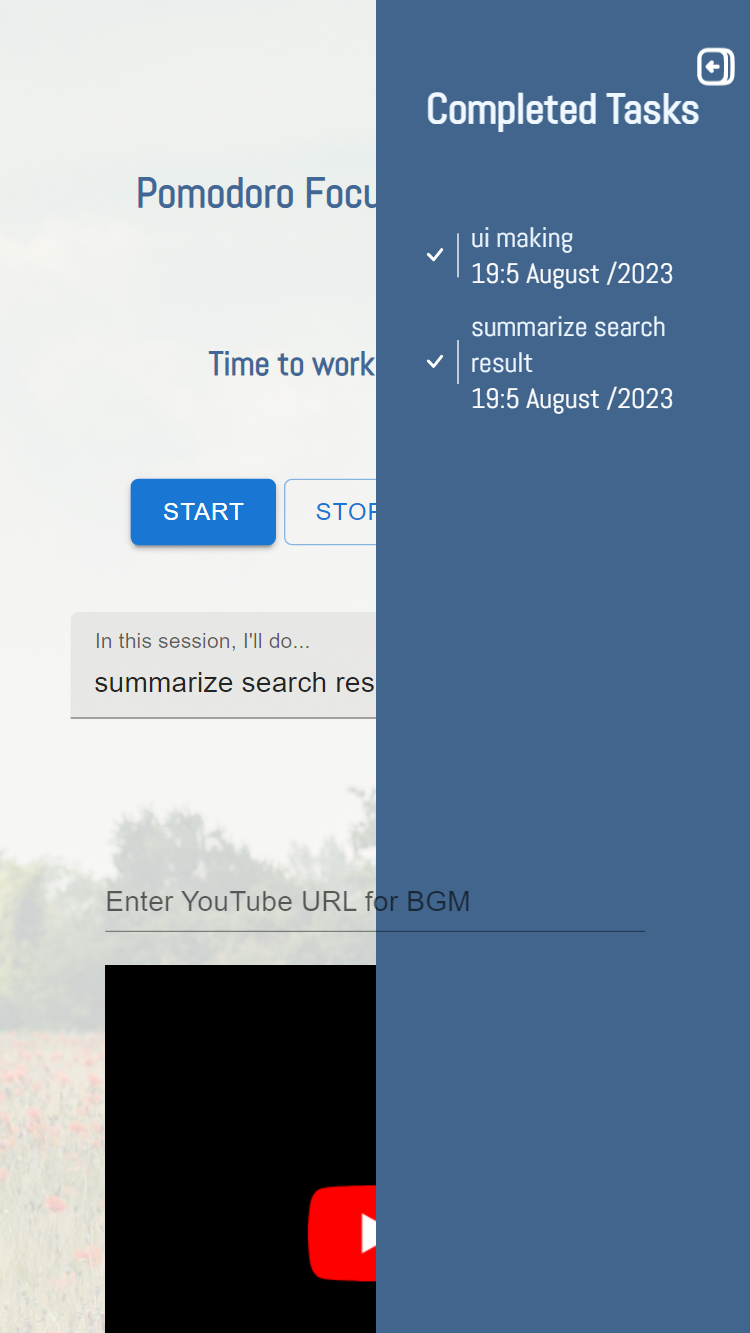 Completed Tasks
Pomodoro Focu
ui making
19:5 August /2023
summarize search
result
19:5 August /2023
Time to work
START
STOP
In this session, I'll do...
summarize search res
Enter YouTube URL for BGM